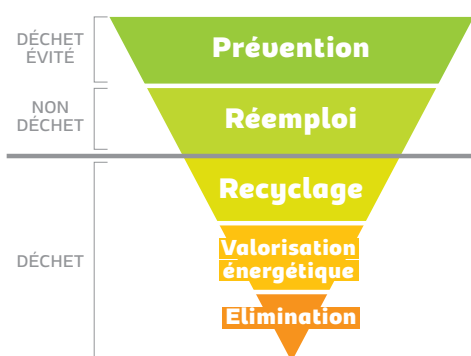 DÉCHET
ÉVITÉ
Prévention
NON
DÉCHET
Réemploi
Recyclage
DÉCHET
Valorisation
énergétique
Elimination